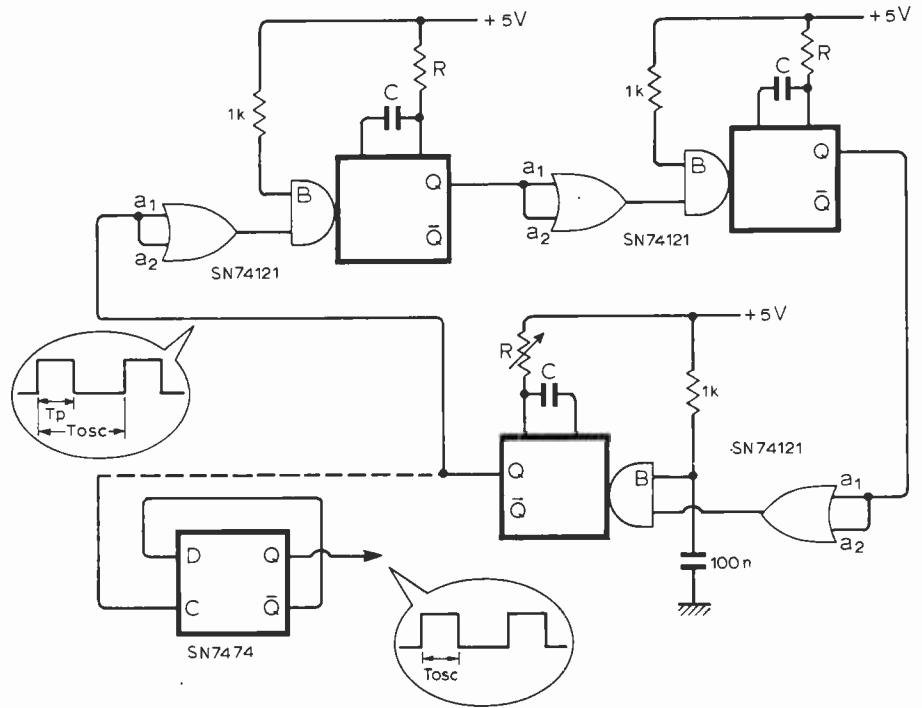 +5V
+5V
R
R
C
C
1k
1k
B
Q
Q̄
a1
a2
SN74121
B
Q
Q̄
a1
a2
SN74121
+5V
R
C
1k
SN74121
Q
Q̄
B
a1
a2
100n
Tp
Tosc
D
Q
C
Q̄
SN7474
Tosc